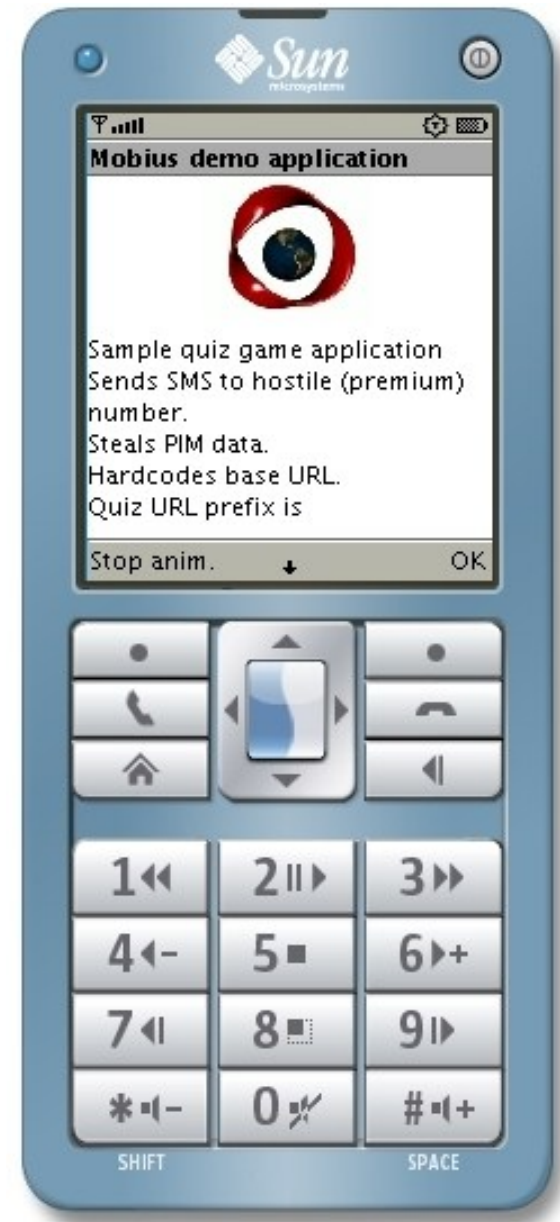 Sun
microsystems
Mobius demo application
Sample quiz game application
Sends SMS to hostile (premium)
number.
Steals PIM data.
Hardcodes base URL.
Quiz URL prefix is
Stop anim. OK
1 2 3
4 - 5 6 +
7 8 9
* - 0 # +
SHIFT SPACE